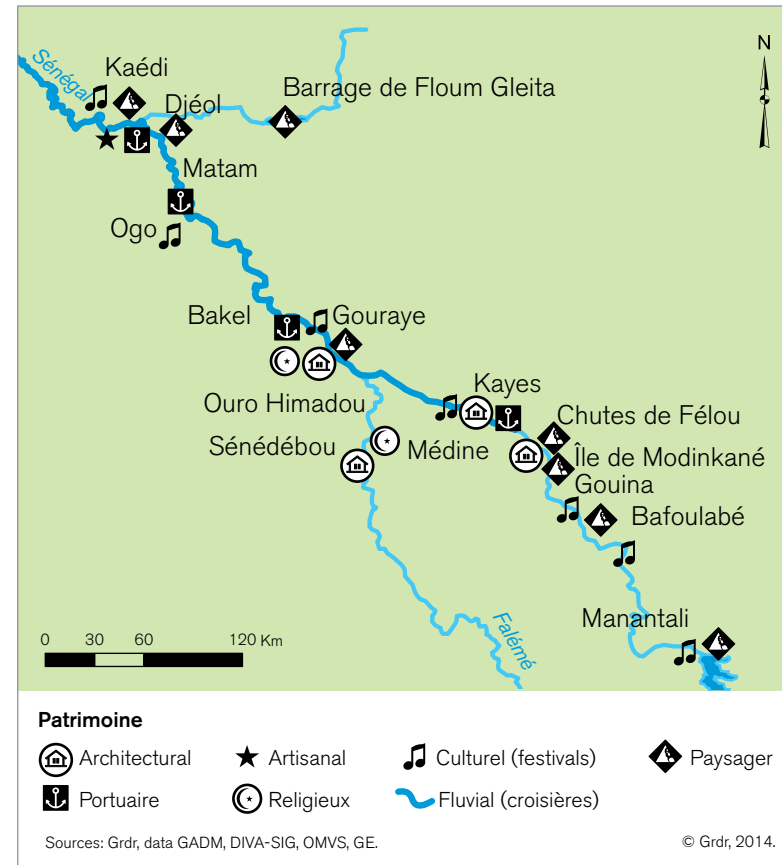 N
Sénégal
Kaédi
Djéol
Barrage de Floum Gleita
Matam
Ogo
Bakel
Gouraye
Ouro Himadou
Kayes
Sénédébou
Médine
Chutes de Félou
Île de Modinkané
Gouina
Bafoulabé
Manantali
Falémé
0 30 60 120 Km
Patrimoine
Architectural
Artisanal
Culturel (festivals)
Paysager
Portuaire
Religieux
Fluvial (croisières)
Sources: Grdr, data GADM, DIVA-SIG, OMVS, GE.
© Grdr, 2014.